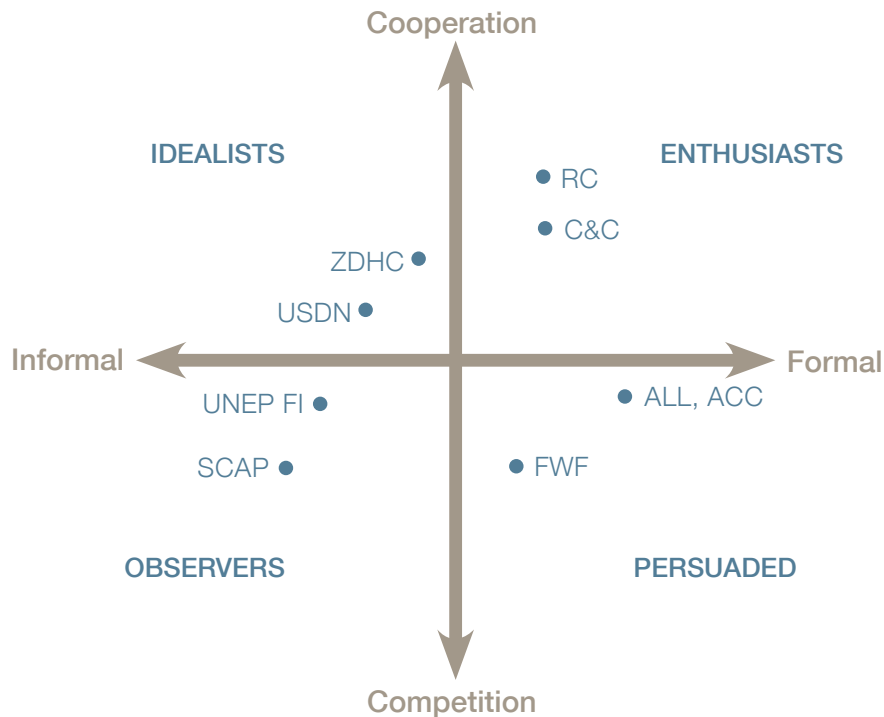 Cooperation
IDEALISTS
ENTHUSIASTS
RC
C&C
ZDHC
USDN
Informal
Formal
UNEP FI
ALL, ACC
SCAP
FWF
OBSERVERS
PERSUADED
Competition